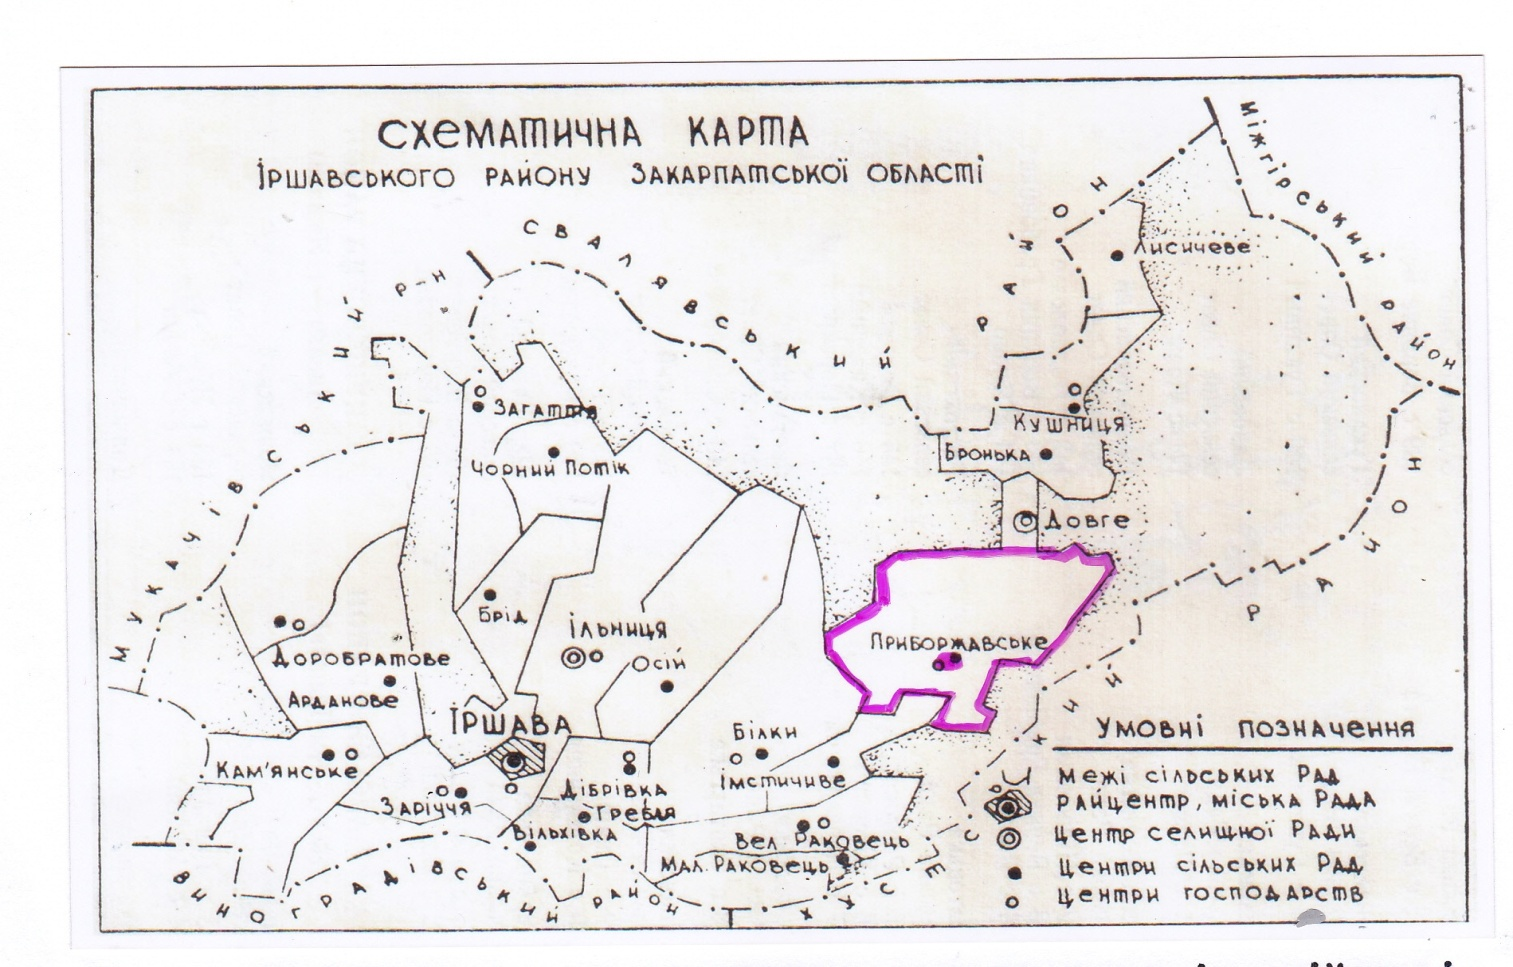 Схематична карта
Іршавського району Закарпатської області
Міжгірський район
Свалявський район
Мукачівський р-н
Лисичеве
Кушниця
Бронька
Довге
Загаття
Чорний Потік
Брід
Ільниця
Осій
Приборжавське
Доробратове
Арданове
Іршава
Білки
Кам'янське
Імстичиве
Дібрівка
Заріччя
Гребля
Вільхівка
Вел. Раковець
Мал. Раковець
Виноградівський район
Хустський район
Умовні позначення
межі сільських Рад
райцентр, міська Рада
центр селищної Ради
центри сільських Рад
центри господарств